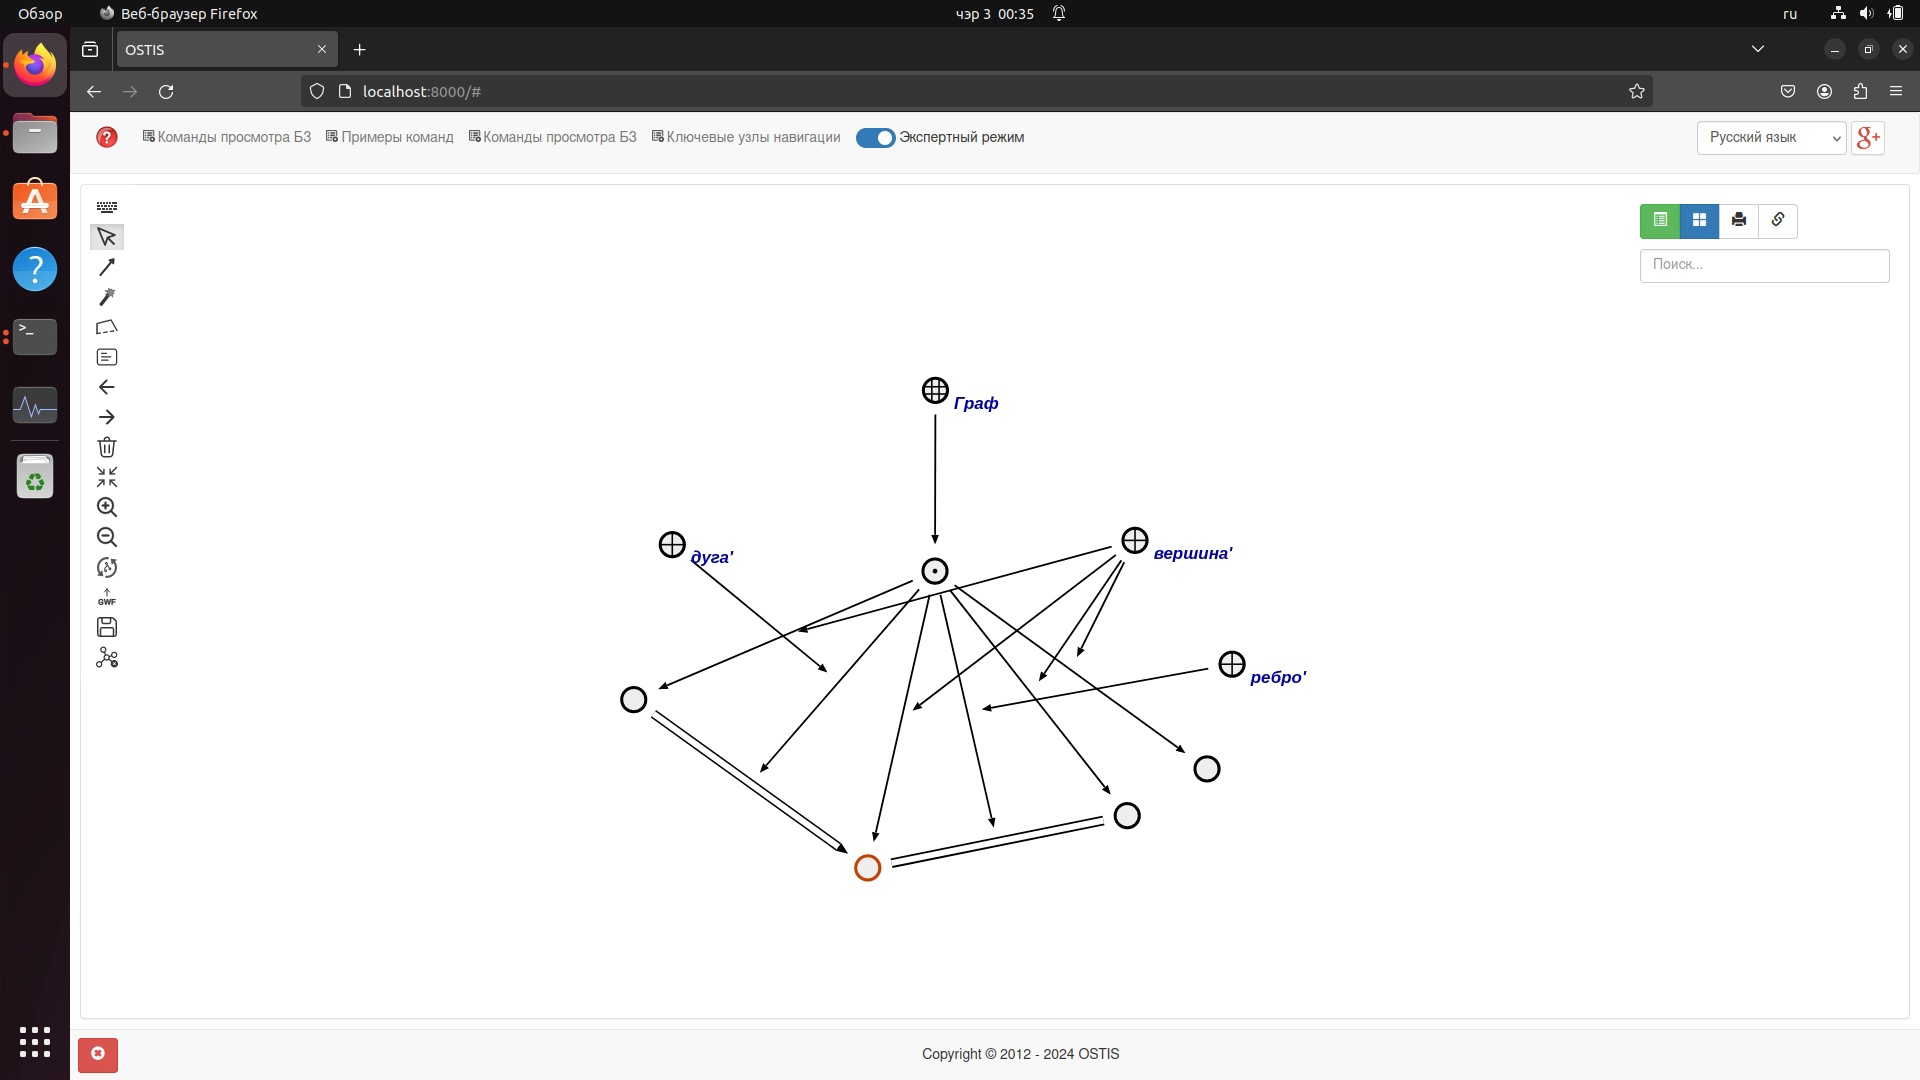 Обзор
Веб-браузер Firefox
чэр 3 00:35
ru
OSTIS
localhost:8000/#
Команды просмотра БЗ
Примеры команд
Команды просмотра БЗ
Ключевые узлы навигации
Экспертный режим
Русский язык
g+
GWF
Поиск...
Граф
дуга'
вершина'
ребро'
Copyright © 2012 - 2024 OSTIS